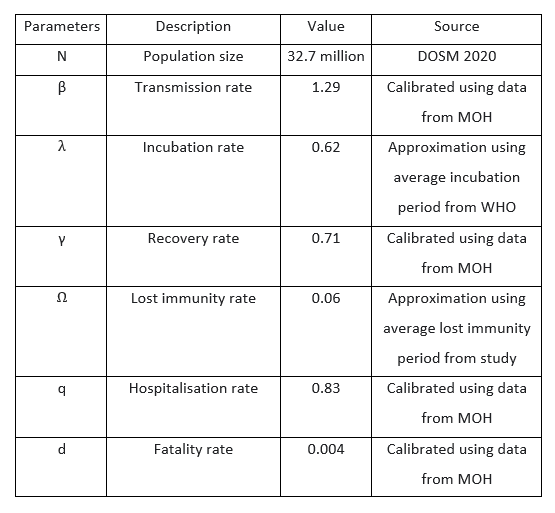 Parameters Description Value Source
N Population size 32.7 million DOSM 2020
β Transmission rate 1.29 Calibrated using data
from MOH
λ Incubation rate 0.62 Approximation using
average incubation
period from WHO
γ Recovery rate 0.71 Calibrated using data
from MOH
Ω Lost immunity rate 0.06 Approximation using
average lost immunity
period from study
q Hospitalisation rate 0.83 Calibrated using data
from MOH
d Fatality rate 0.004 Calibrated using data
from MOH